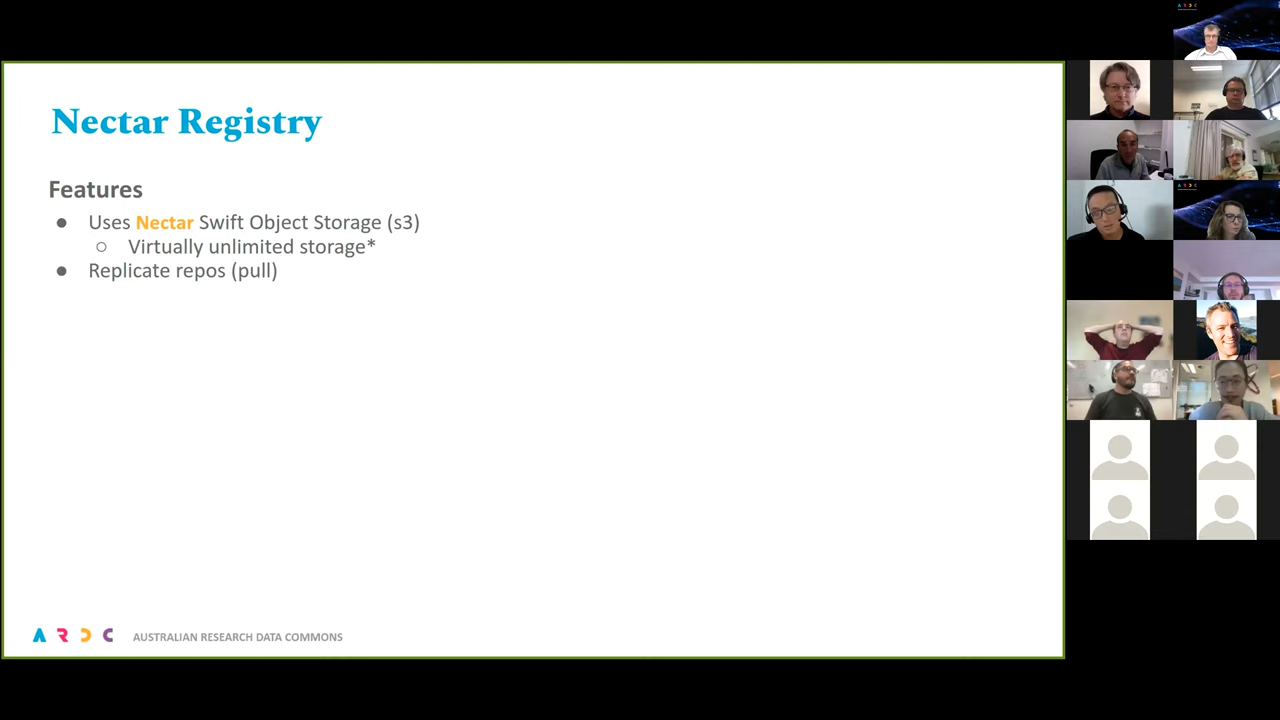 Nectar Registry
Features
● Uses Nectar Swift Object Storage (s3)
○ Virtually unlimited storage*
● Replicate repos (pull)
A R D C AUSTRALIAN RESEARCH DATA COMMONS